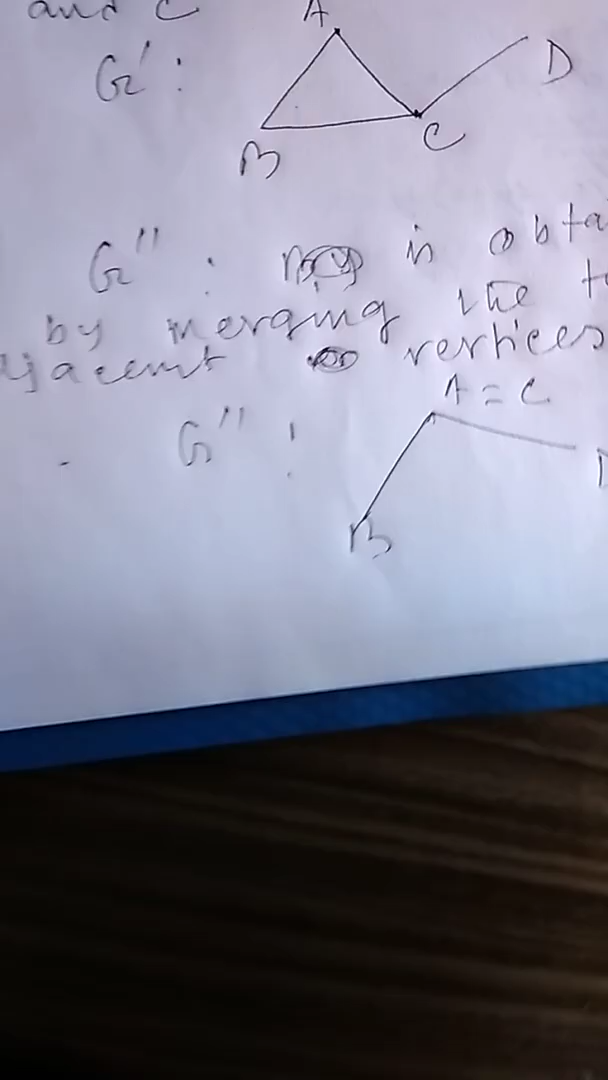 and C
A
G' :
D
B
C
G" : is obta
by merging the t
jacent vertices
A = C
G" :
D
B